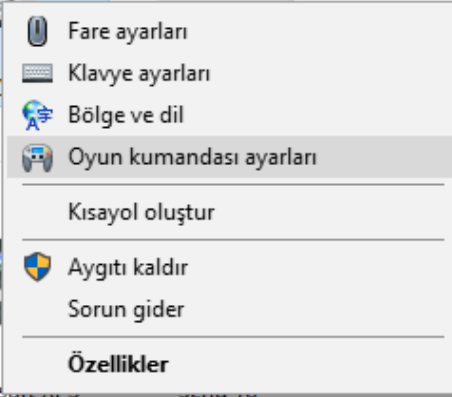 Fare ayarları
Klavye ayarları
Bölge ve dil
Oyun kumandası ayarları
Kısayol oluştur
Aygıtı kaldır
Sorun gider
Özellikler